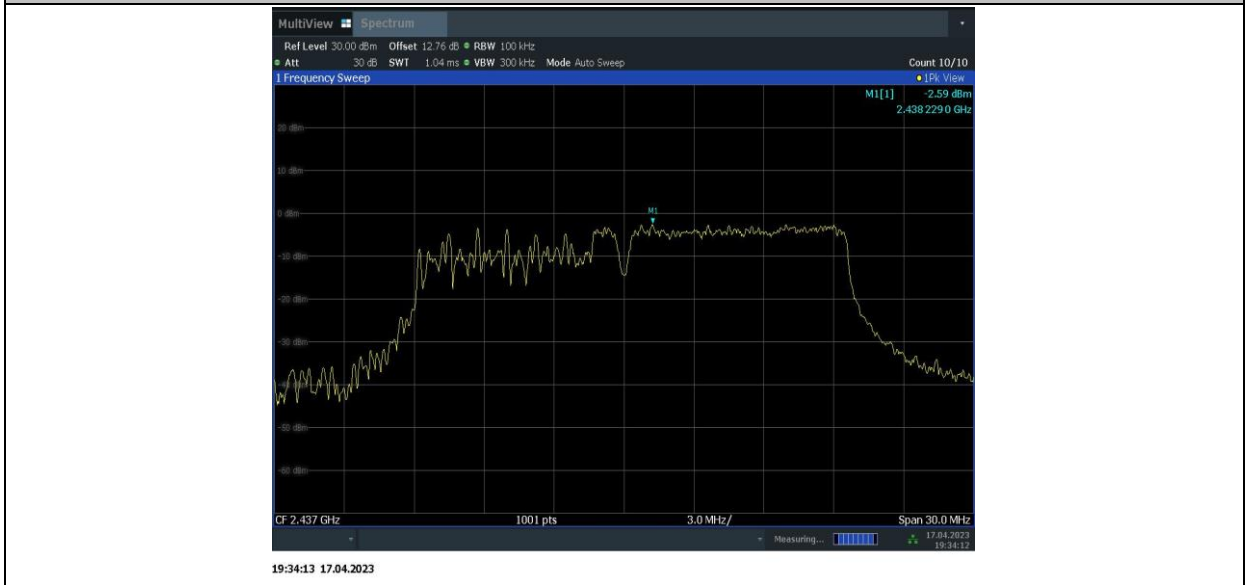 MultiView Spectrum
Ref Level 30.00 dBm Offset 12.76 dB RBW 100 kHz
Att 30 dB SWT 1.04 ms VBW 300 kHz Mode Auto Sweep Count 10/10
1 Frequency Sweep 1Pk View
M1[1] -2.59 dBm
2.438 229 0 GHz
20 dBm
10 dBm
M1
0 dBm
-10 dBm
-20 dBm
-30 dBm
-40 dBm
-50 dBm
-60 dBm
CF 2.437 GHz 1001 pts 3.0 MHz/ Span 30.0 MHz
Measuring... 17.04.2023
19:34:12
19:34:13 17.04.2023